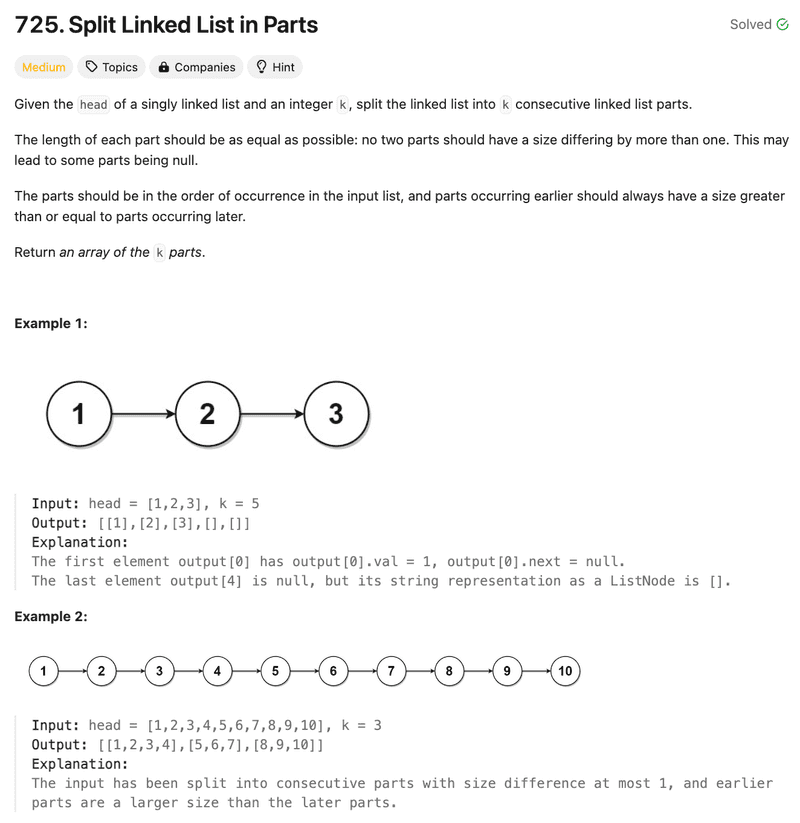 725. Split Linked List in Parts
Solved
Medium Topics Companies Hint
Given the head of a singly linked list and an integer k, split the linked list into k consecutive linked list parts.
The length of each part should be as equal as possible: no two parts should have a size differing by more than one. This may
lead to some parts being null.
The parts should be in the order of occurrence in the input list, and parts occurring earlier should always have a size greater
than or equal to parts occurring later.
Return an array of the k parts.
Example 1:
1 2 3
Input: head = [1,2,3], k = 5
Output: [[1],[2],[3],[],[]]
Explanation:
The first element output[0] has output[0].val = 1, output[0].next = null.
The last element output[4] is null, but its string representation as a ListNode is [].
Example 2:
1 2 3 4 5 6 7 8 9 10
Input: head = [1,2,3,4,5,6,7,8,9,10], k = 3
Output: [[1,2,3,4],[5,6,7],[8,9,10]]
Explanation:
The input has been split into consecutive parts with size difference at most 1, and earlier
parts are a larger size than the later parts.